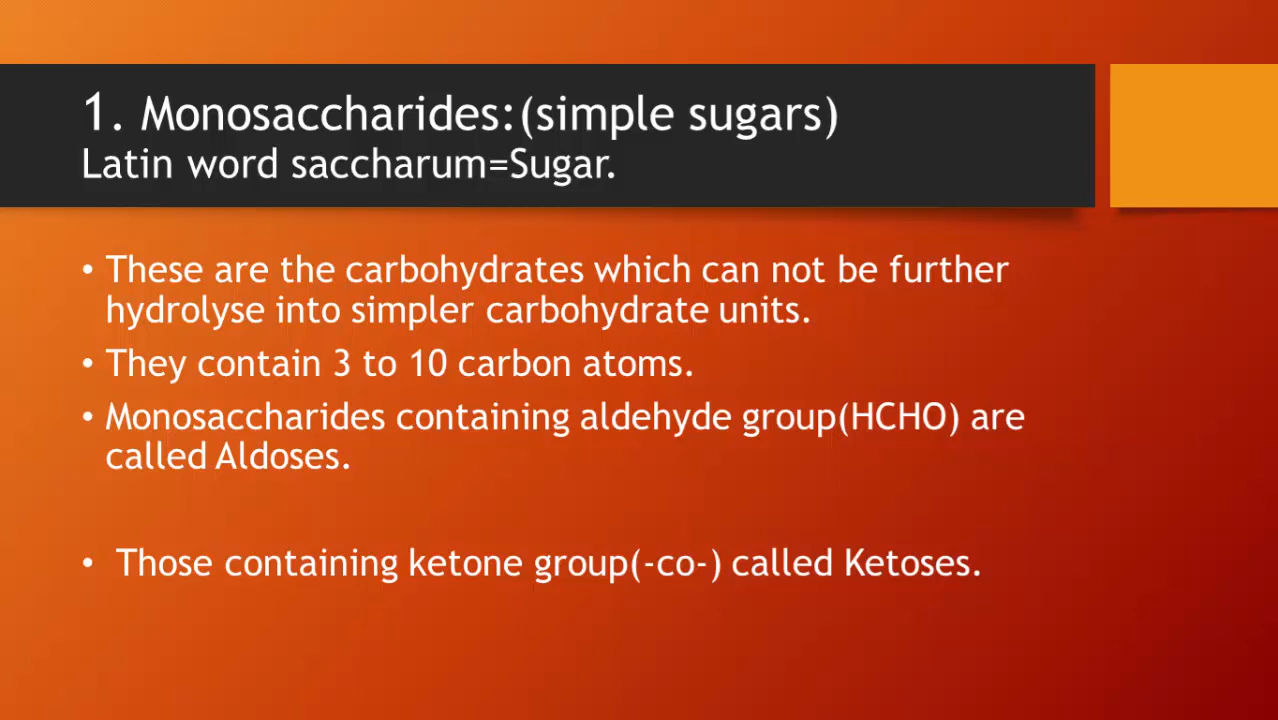 1. Monosaccharides:(simple sugars)
Latin word saccharum=Sugar.
• These are the carbohydrates which can not be further
hydrolyse into simpler carbohydrate units.
• They contain 3 to 10 carbon atoms.
• Monosaccharides containing aldehyde group(HCHO) are
called Aldoses.
• Those containing ketone group(-co-) called Ketoses.